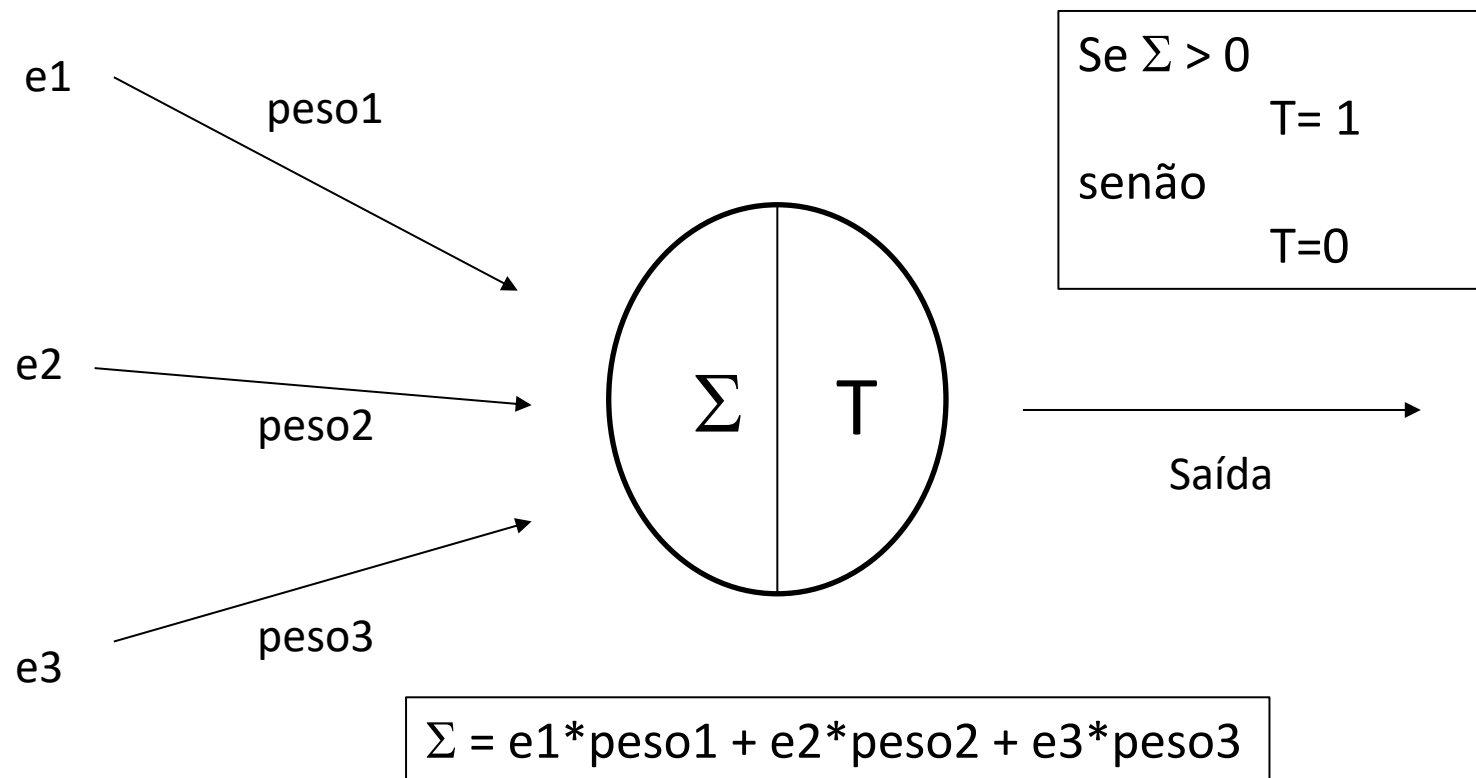 e1
peso1
Se Σ > 0
T= 1
senão
T=0
e2
peso2
Σ
T
Saída
e3
peso3
Σ = e1*peso1 + e2*peso2 + e3*peso3